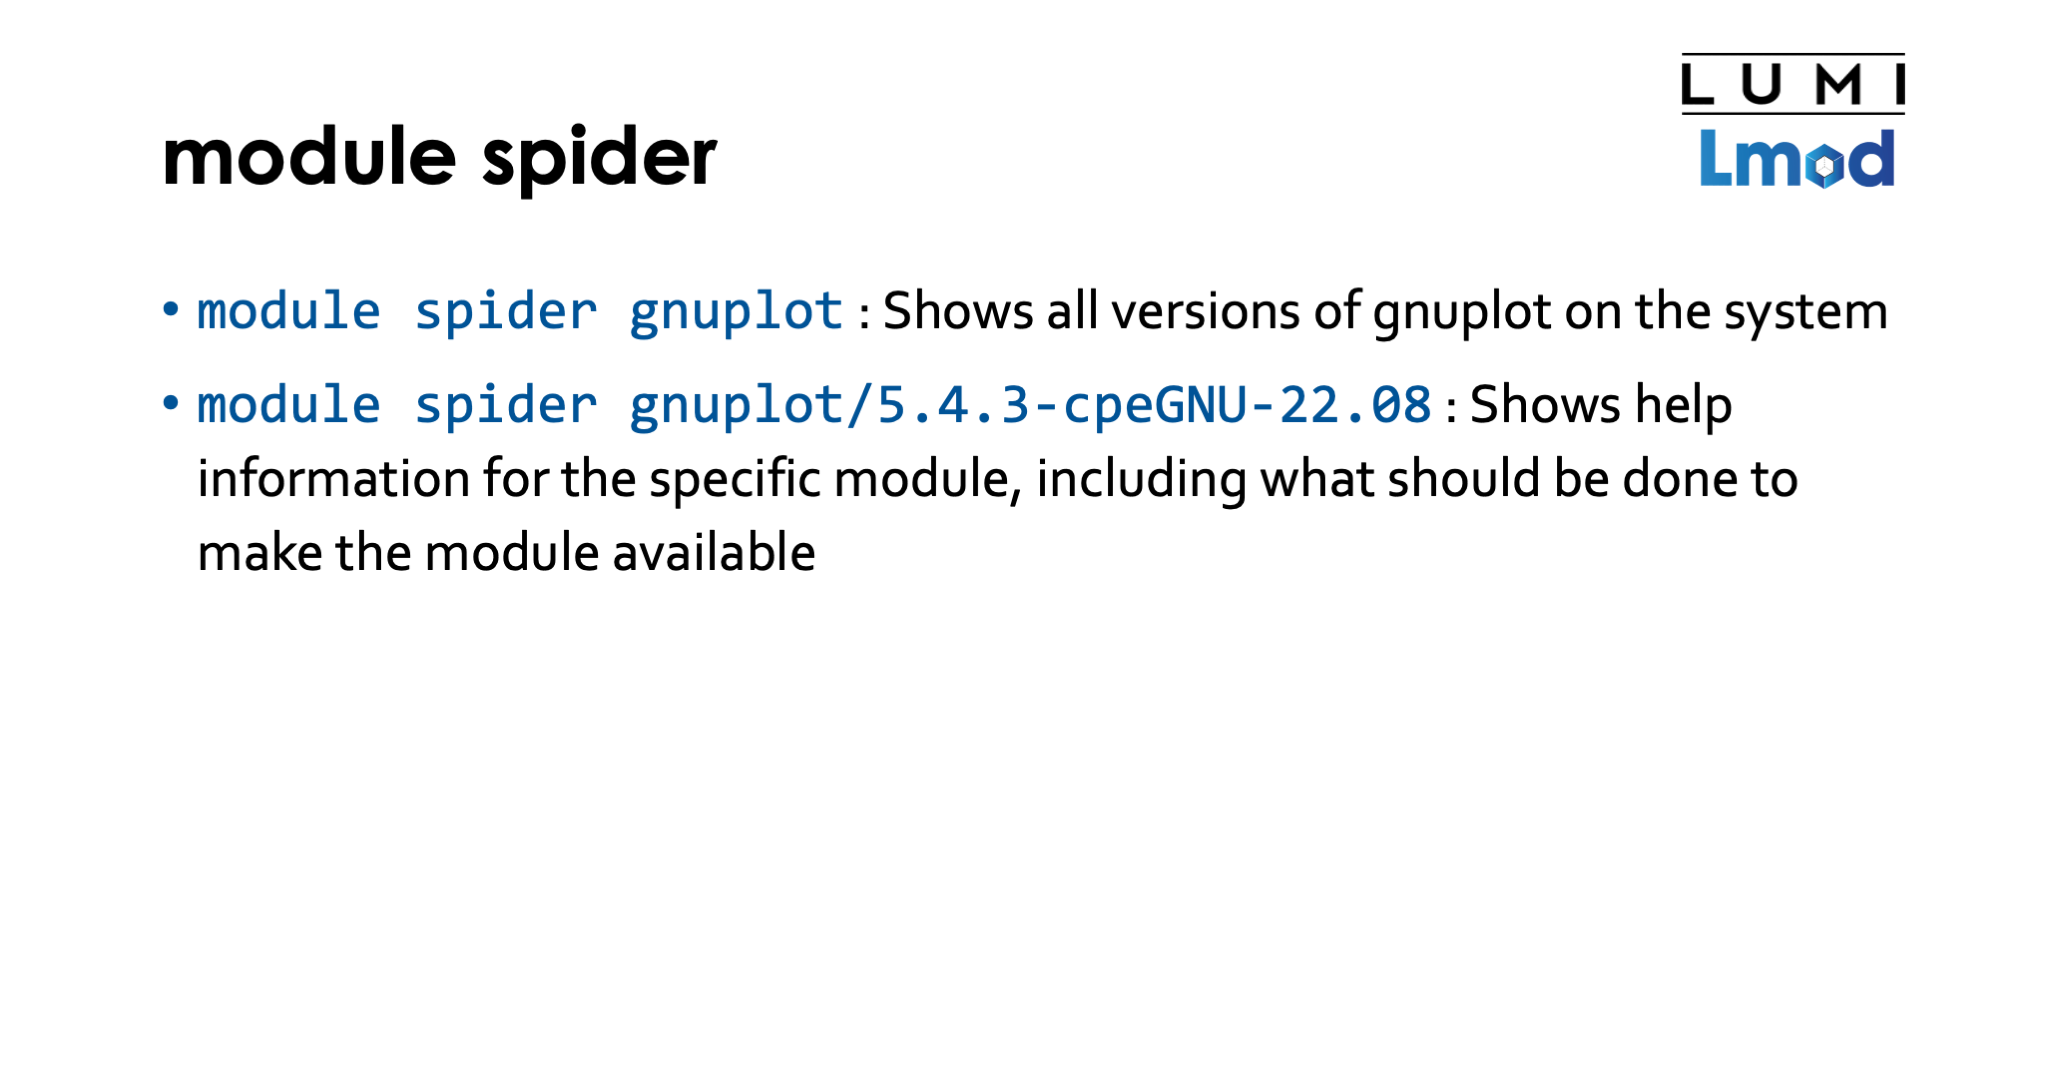 LUMI
Lmod
module spider
• module spider gnuplot : Shows all versions of gnuplot on the system
• module spider gnuplot/5.4.3-cpeGNU-22.08 : Shows help
information for the specific module, including what should be done to
make the module available